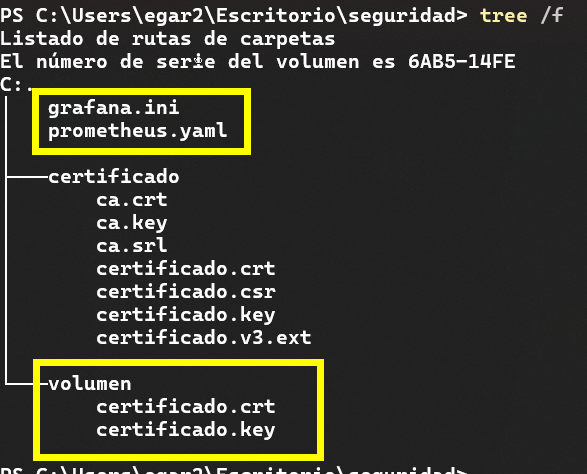 PS C:\Users\egar2\Escritorio\seguridad> tree /f
Listado de rutas de carpetas
El número de serie del volumen es 6AB5-14FE
C:.
grafana.ini
prometheus.yaml
certificado
ca.crt
ca.key
ca.srl
certificado.crt
certificado.csr
certificado.key
certificado.v3.ext
volumen
certificado.crt
certificado.key
PS C:\Users\egar2\Escritorio\seguridad>